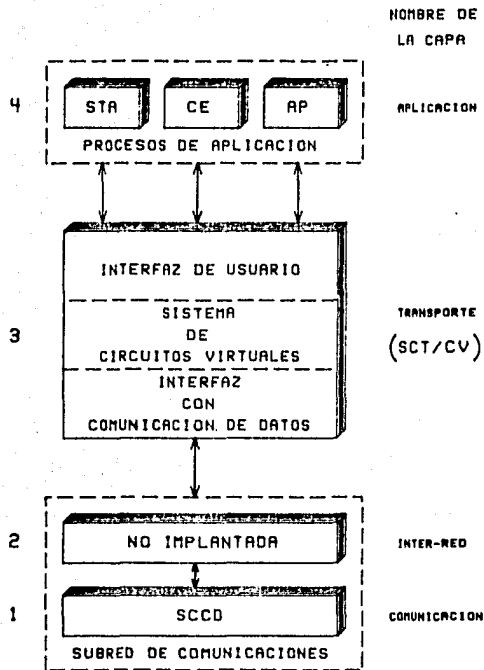 NOMBRE DE
LA CAPA
4 STA CE AP APLICACION
PROCESOS DE APLICACION
INTERFAZ DE USUARIO
3 SISTEMA DE CIRCUITOS VIRTUALES TRANSPORTE (SCT/CV)
INTERFAZ
CON
COMUNICACION DE DATOS
2 NO IMPLANTADA INTER-RED
1 SCCD COMUNICACION
SUBRED DE COMUNICACIONES